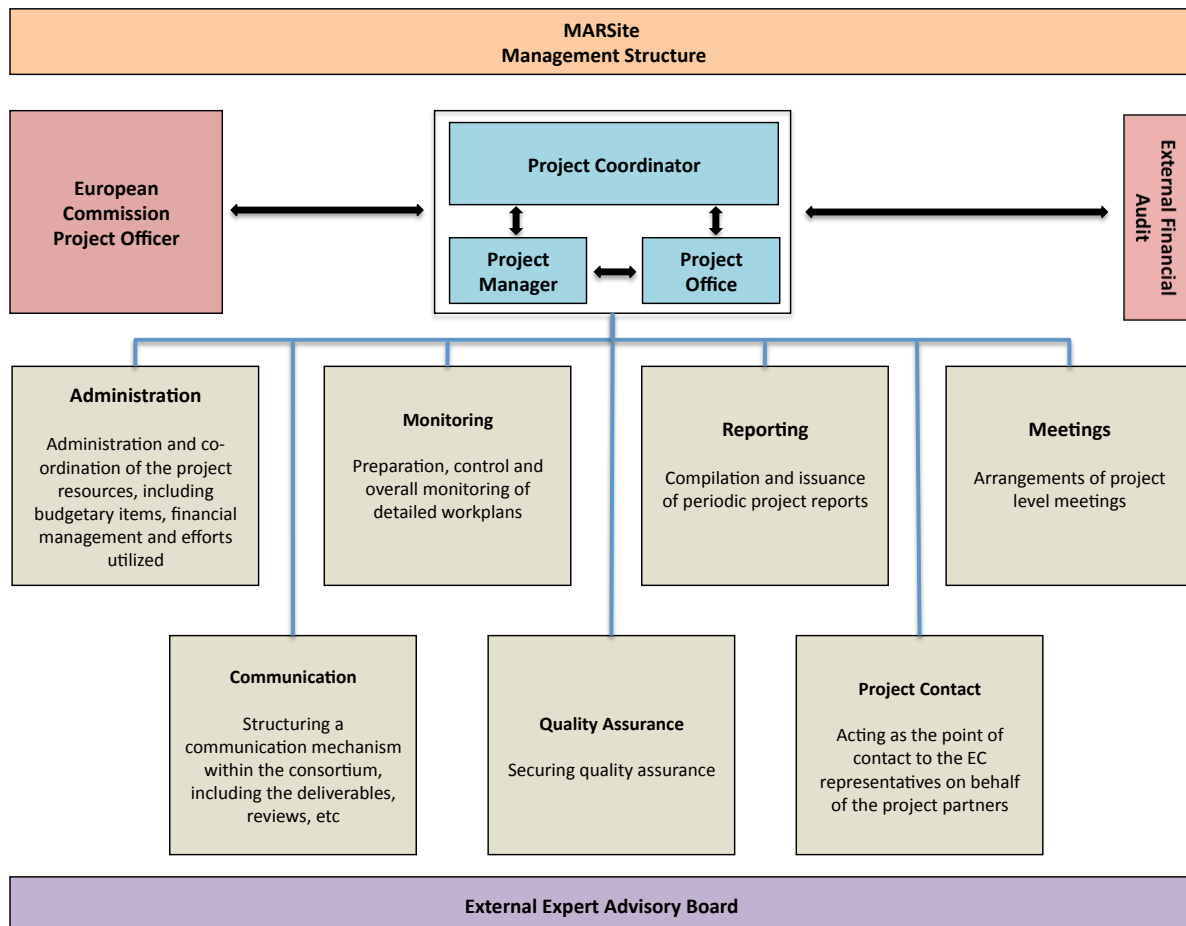 MARSite
Management Structure
European
Commission
Project Officer
Project Coordinator
Project
Manager
Project
Office
External Financial
Audit
Administration
Administration and co-
ordination of the project
resources, including
budgetary items, financial
management and efforts
utilized
Monitoring
Preparation, control and
overall monitoring of
detailed workplans
Reporting
Compilation and issuance
of periodic project reports
Meetings
Arrangements of project
level meetings
Communication
Structuring a
communication mechanism
within the consortium,
including the deliverables,
reviews, etc
Quality Assurance
Securing quality assurance
Project Contact
Acting as the point of
contact to the EC
representatives on behalf
of the project partners
External Expert Advisory Board